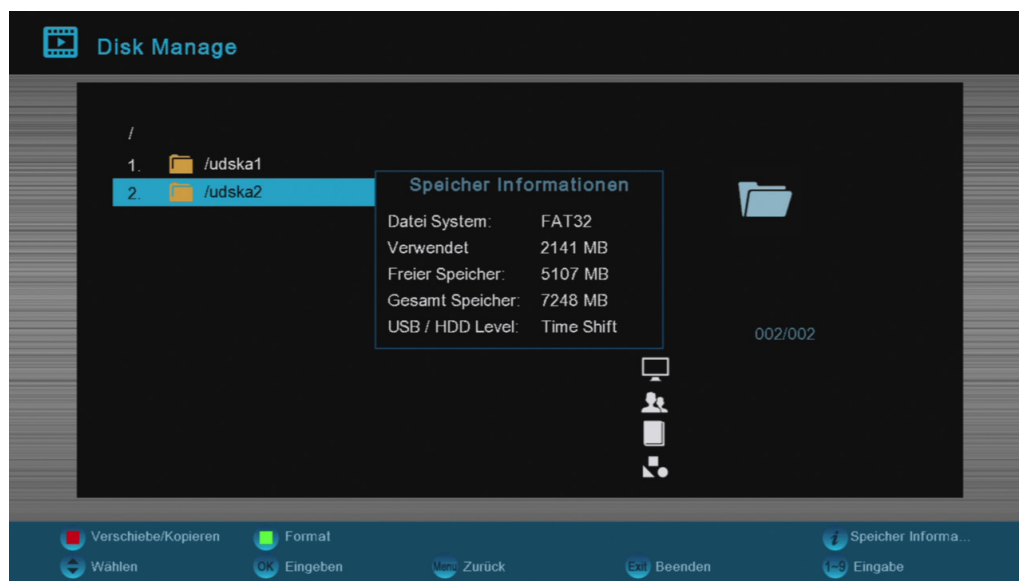 Disk Manage
/
1. /udska1
2. /udska2
Speicher Informationen
Datei System: FAT32
Verwendet 2141 MB
Freier Speicher: 5107 MB
Gesamt Speicher: 7248 MB
USB / HDD Level: Time Shift
002/002
Verschiebe/Kopieren Format i Speicher Informa...
Wählen OK Eingeben Menu Zurück Exit Beenden 1~9 Eingabe